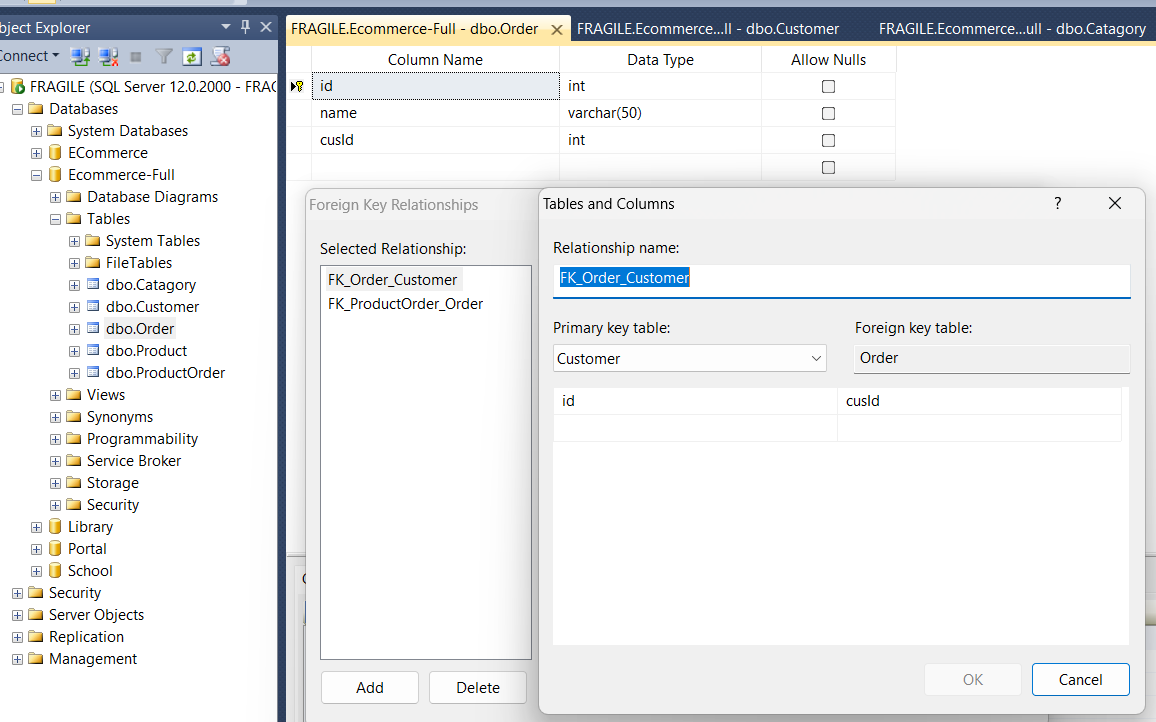 bject Explorer
Connect
FRAGILE (SQL Server 12.0.2000 - FRAG
Databases
System Databases
ECommerce
Ecommerce-Full
Database Diagrams
Tables
System Tables
FileTables
dbo.Catagory
dbo.Customer
dbo.Order
dbo.Product
dbo.ProductOrder
Views
Synonyms
Programmability
Service Broker
Storage
Security
Library
Portal
School
Security
Server Objects
Replication
Management
FRAGILE.Ecommerce-Full - dbo.Order FRAGILE.Ecommerce...ll - dbo.Customer FRAGILE.Ecommerce...ull - dbo.Catagory
Column Name Data Type Allow Nulls
id int
name varchar(50)
cusId int
Foreign Key Relationships
Selected Relationship:
FK_Order_Customer
FK_ProductOrder_Order
Add Delete
Tables and Columns ?
Relationship name:
FK_Order_Customer
Primary key table: Foreign key table:
Customer Order
id cusId
OK Cancel